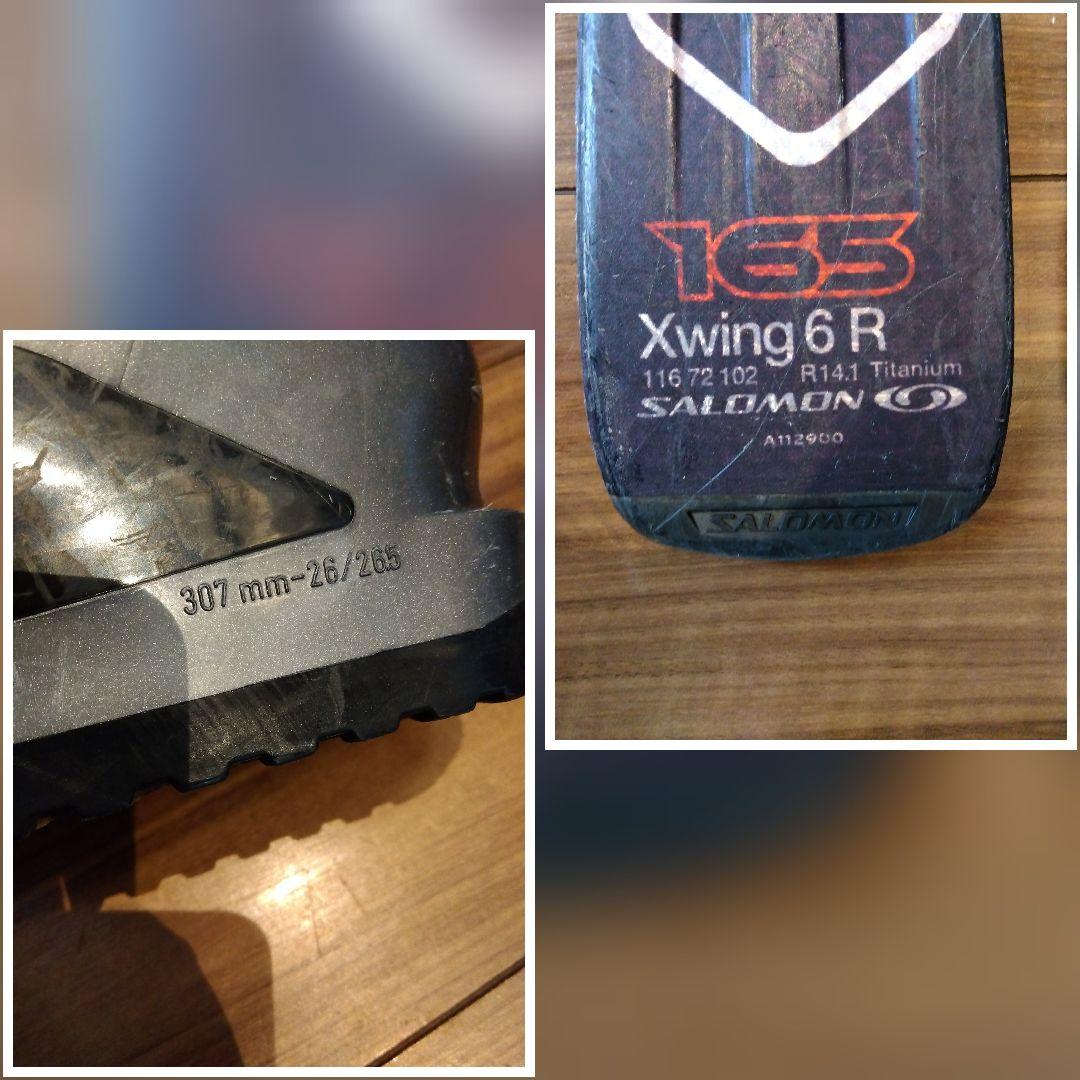 165
Xwing 6 R
116 72 102 R14.1 Titanium
SALOMON
A112900
SALOMON
307 mm-26/26.5